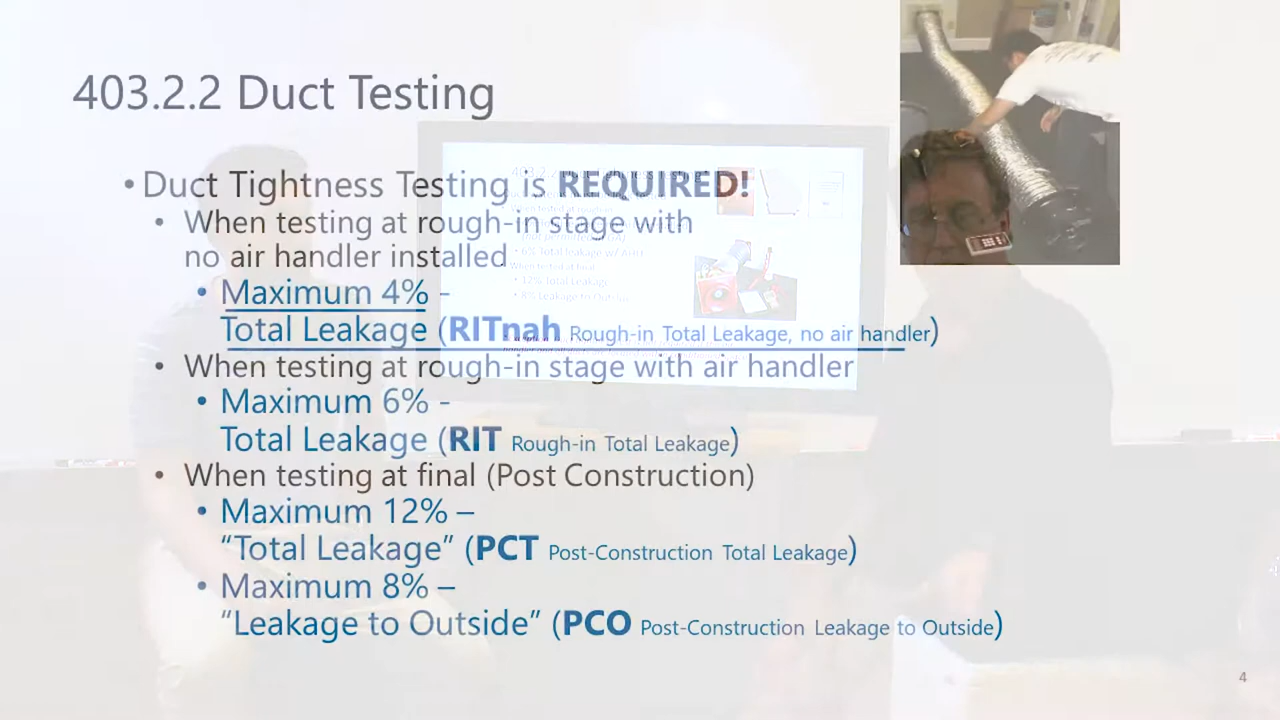 403.2.2 Duct Testing
• Duct Tightness Testing is REQUIRED!
• When testing at rough-in stage with
no air handler installed
• Maximum 4% -
Total Leakage (RITnah Rough-in Total Leakage, no air handler)
• When testing at rough-in stage with air handler
• Maximum 6% -
Total Leakage (RIT Rough-in Total Leakage)
• When testing at final (Post Construction)
• Maximum 12% –
“Total Leakage” (PCT Post-Construction Total Leakage)
• Maximum 8% –
“Leakage to Outside” (PCO Post-Construction Leakage to Outside)
4